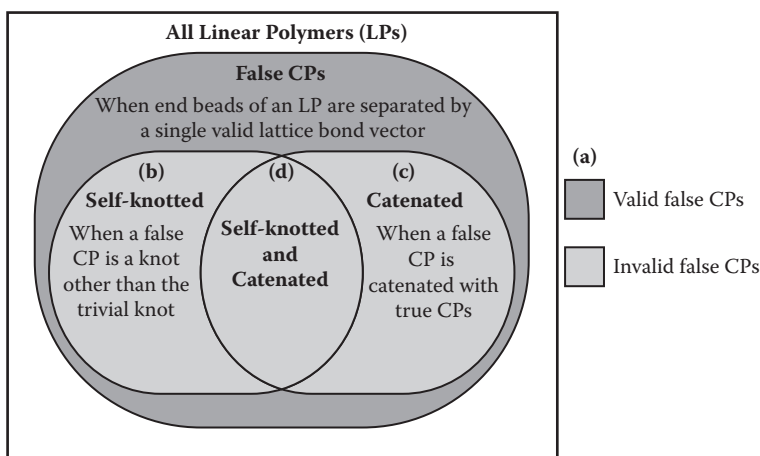 All Linear Polymers (LPs)
False CPs
When end beads of an LP are separated by
a single valid lattice bond vector
(b)
Self-knotted
When a false
CP is a knot
other than the
trivial knot
(d)
Self-knotted
and
Catenated
(c)
Catenated
When a false
CP is
catenated with
true CPs
(a)
Valid false CPs
Invalid false CPs